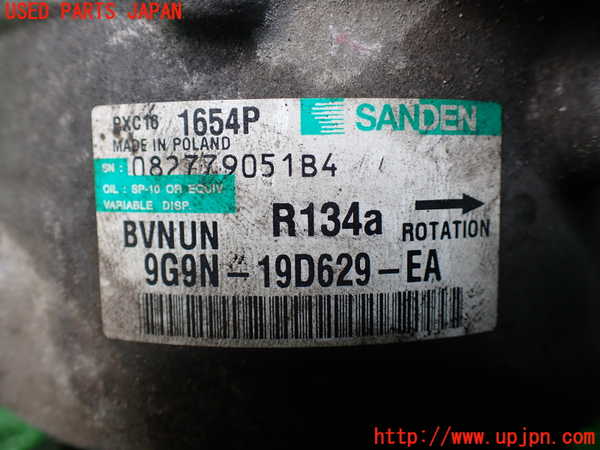 USED PARTS JAPAN
PXC16 1654P SANDEN
MADE IN POLAND
SN: 082779051B4
OIL: SP-10 OR EQUIV
VARIABLE DISP.
R134a
BVNUN ROTATION
9G9N-19D629-EA
http://www.upjpn.com/